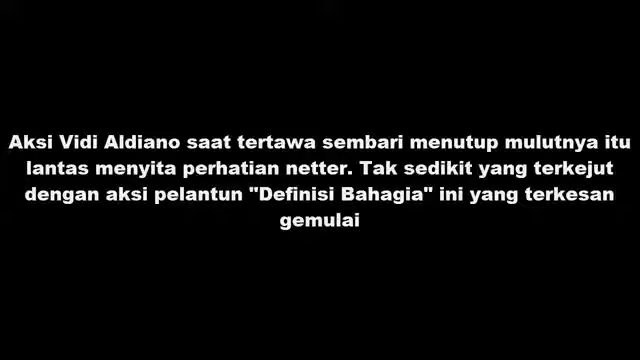 Aksi Vidi Aldiano saat tertawa sembari menutup mulutnya itu
lantas menyita perhatian netter. Tak sedikit yang terkejut
dengan aksi pelantun "Definisi Bahagia" ini yang terkesan
gemulai